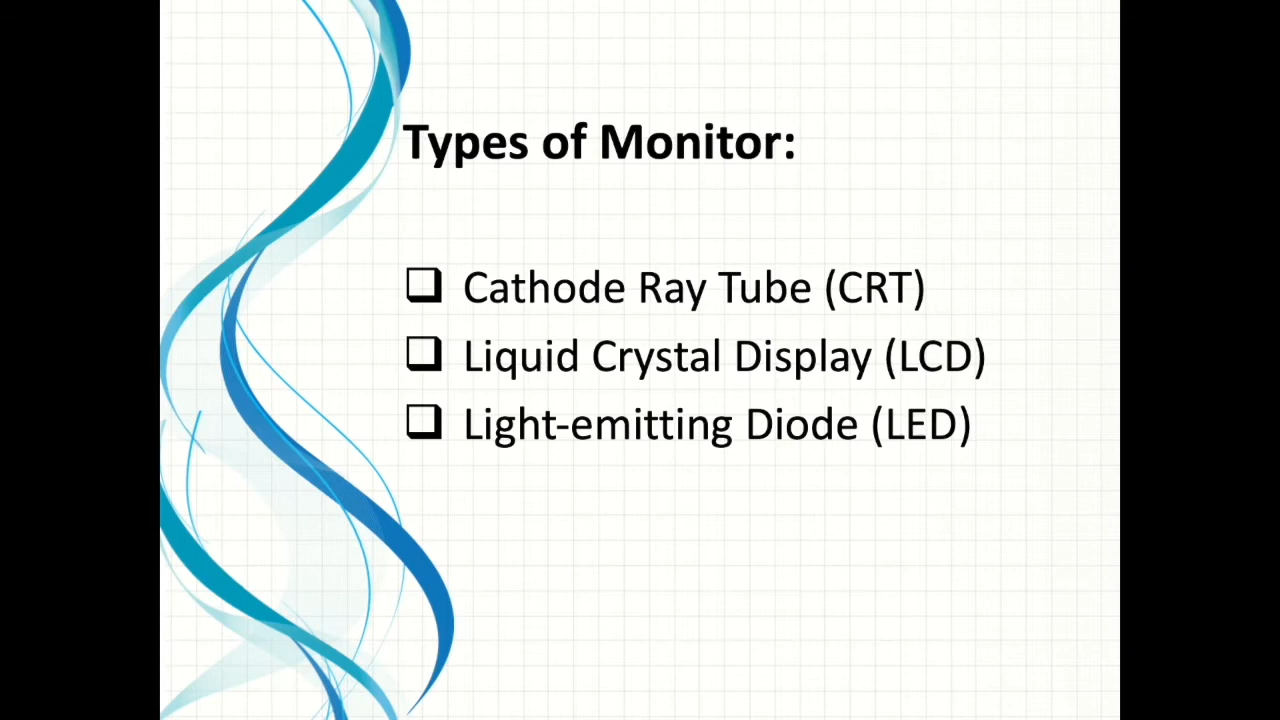 Types of Monitor:
❑ Cathode Ray Tube (CRT)
❑ Liquid Crystal Display (LCD)
❑ Light-emitting Diode (LED)